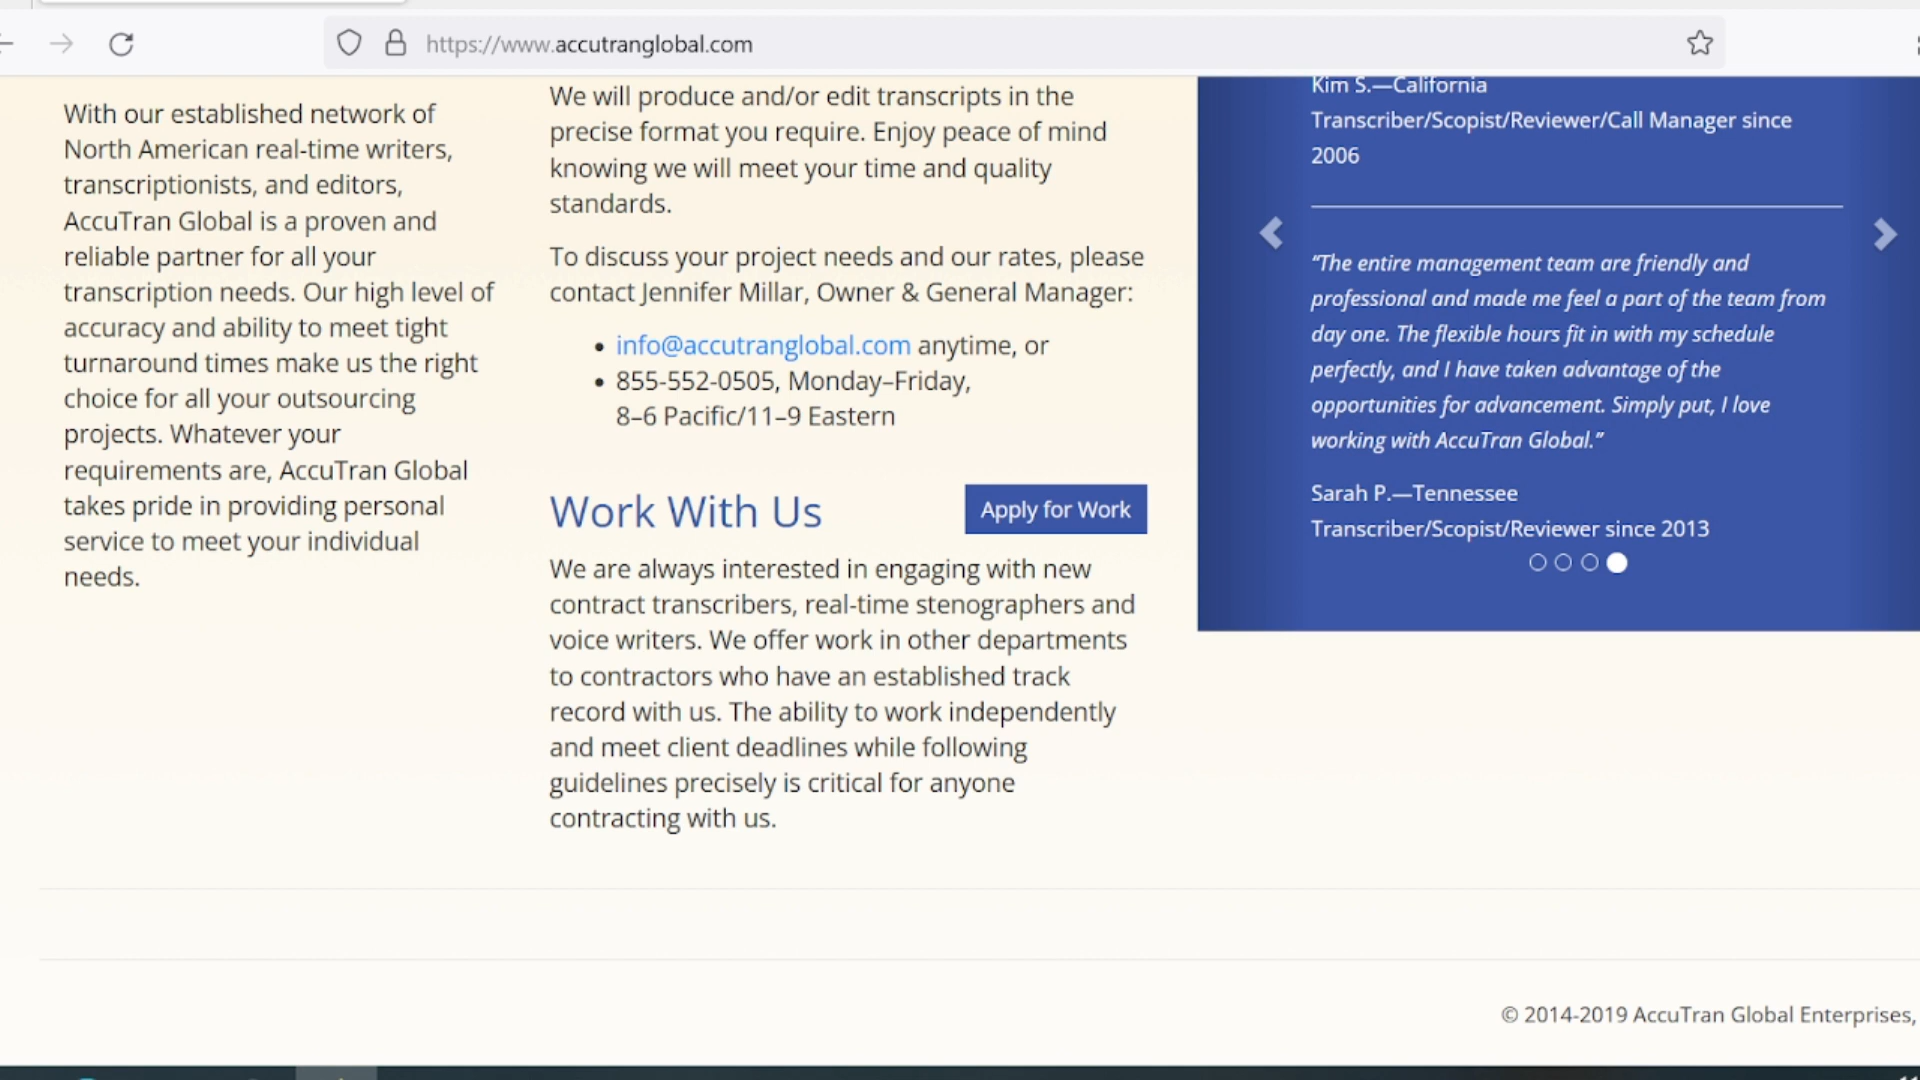 https://www.accutranglobal.com
With our established network of
North American real-time writers,
transcriptionists, and editors,
AccuTran Global is a proven and
reliable partner for all your
transcription needs. Our high level of
accuracy and ability to meet tight
turnaround times make us the right
choice for all your outsourcing
projects. Whatever your
requirements are, AccuTran Global
takes pride in providing personal
service to meet your individual
needs.
We will produce and/or edit transcripts in the
precise format you require. Enjoy peace of mind
knowing we will meet your time and quality
standards.
To discuss your project needs and our rates, please
contact Jennifer Millar, Owner & General Manager:
• info@accutranglobal.com anytime, or
• 855-552-0505, Monday–Friday,
8–6 Pacific/11–9 Eastern
Work With Us
Apply for Work
We are always interested in engaging with new
contract transcribers, real-time stenographers and
voice writers. We offer work in other departments
to contractors who have an established track
record with us. The ability to work independently
and meet client deadlines while following
guidelines precisely is critical for anyone
contracting with us.
Kim S.—California
Transcriber/Scopist/Reviewer/Call Manager since
2006
“The entire management team are friendly and
professional and made me feel a part of the team from
day one. The flexible hours fit in with my schedule
perfectly, and I have taken advantage of the
opportunities for advancement. Simply put, I love
working with AccuTran Global.”
Sarah P.—Tennessee
Transcriber/Scopist/Reviewer since 2013
© 2014-2019 AccuTran Global Enterprises,